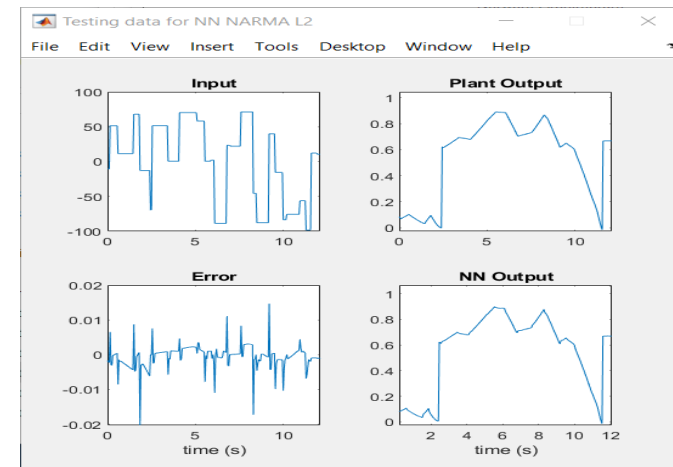 Testing data for NN NARMA L2
File Edit View Insert Tools Desktop Window Help
Input
100
50
0
-50
-100
0 5 10
Plant Output
1
0.8
0.6
0.4
0.2
0
0 5 10
Error
0.02
0.01
0
-0.01
-0.02
0 5 10
time (s)
NN Output
1
0.8
0.6
0.4
0.2
0
2 4 6 8 10 12
time (s)